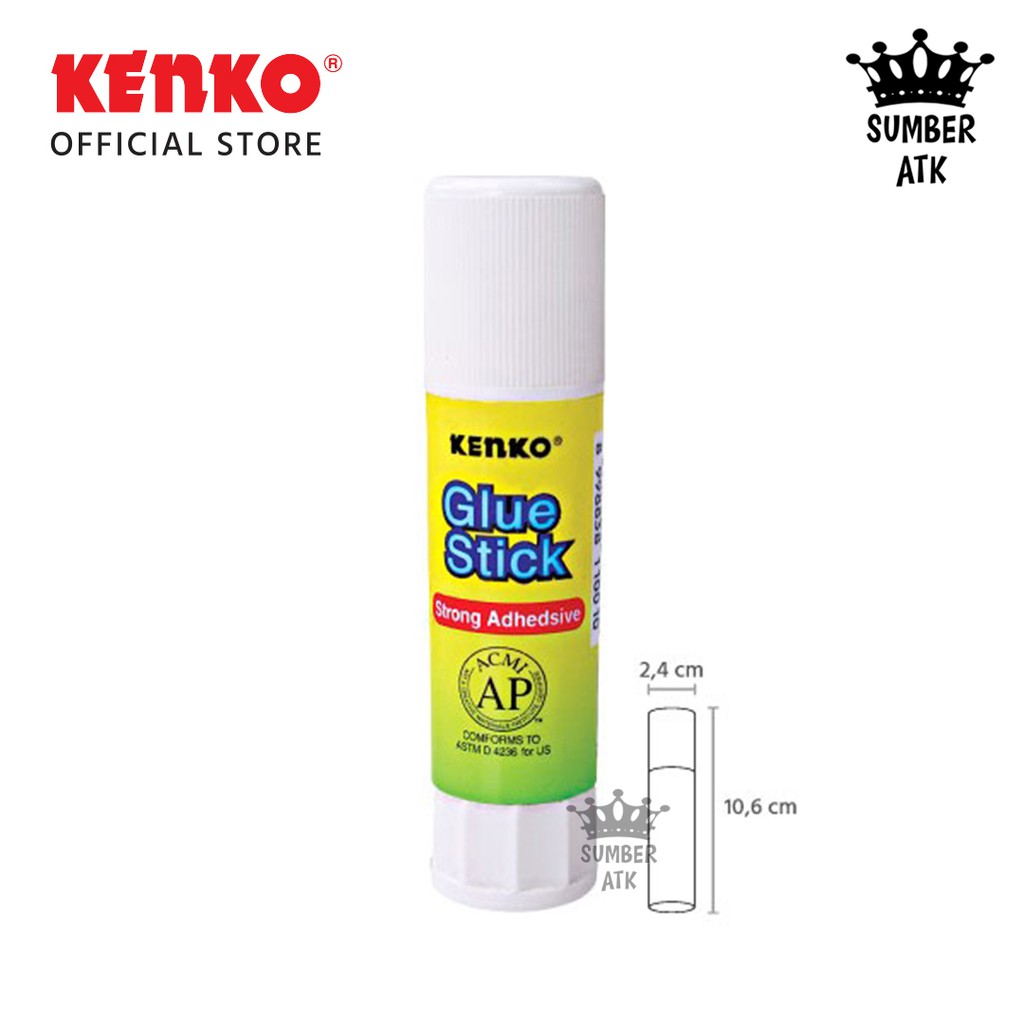 KENKO®
OFFICIAL STORE
SUMBER
ATK
KENKO®
Glue
Stick
Strong Adhedsive
ACMI
AP
™
COMFORMS TO
ASTM D 4236 for US
2,4 cm
10,6 cm
SUMBER
ATK